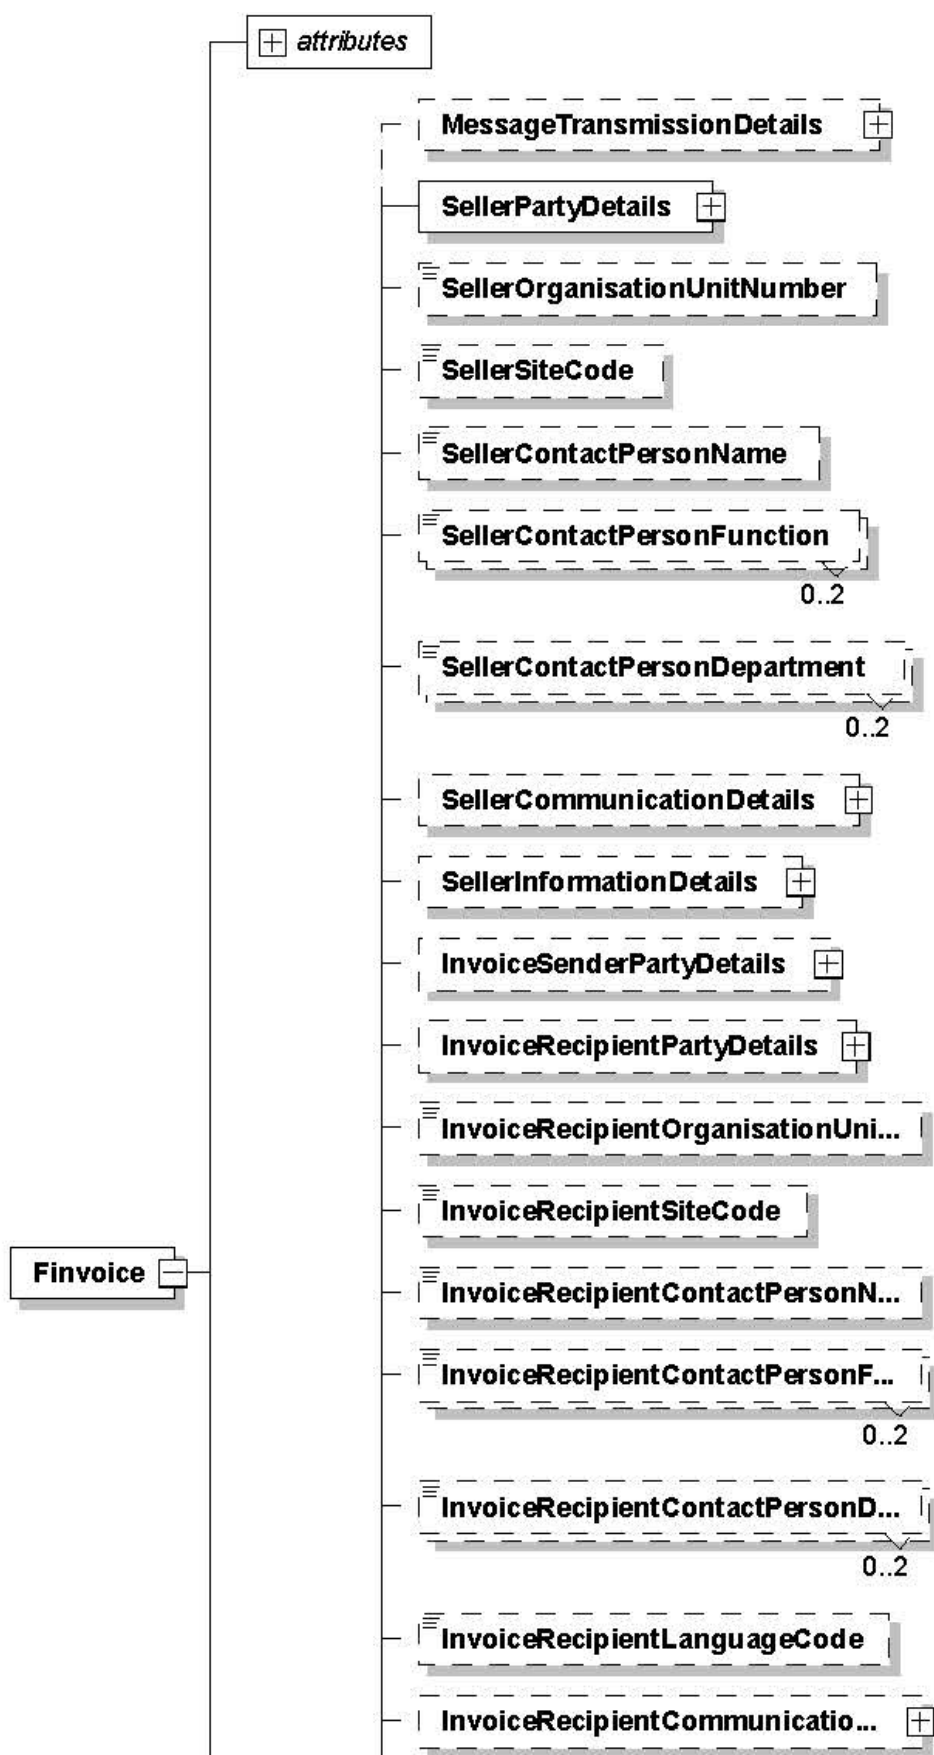 attributes
MessageTransmissionDetails
SellerPartyDetails
SellerOrganisationUnitNumber
SellerSiteCode
SellerContactPersonName
SellerContactPersonFunction
0..2
SellerContactPersonDepartment
0..2
SellerCommunicationDetails
SellerInformationDetails
InvoiceSenderPartyDetails
InvoiceRecipientPartyDetails
InvoiceRecipientOrganisationUni...
InvoiceRecipientSiteCode
Finvoice
InvoiceRecipientContactPersonN...
InvoiceRecipientContactPersonF...
0..2
InvoiceRecipientContactPersonD...
0..2
InvoiceRecipientLanguageCode
InvoiceRecipientCommunicatio...